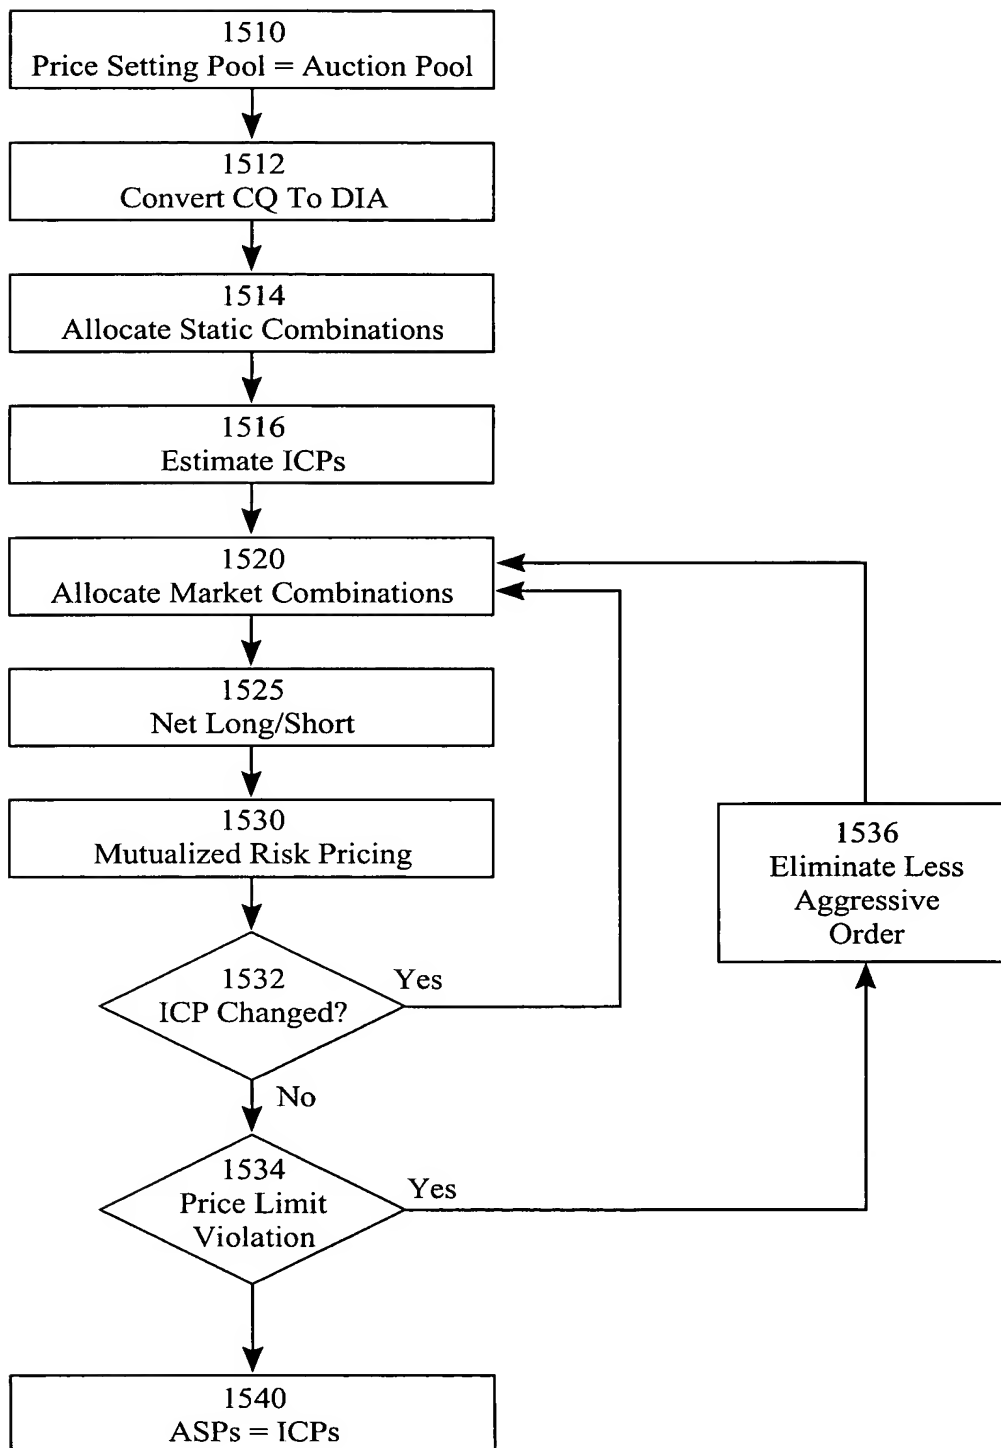 1510
Price Setting Pool = Auction Pool
1512
Convert CQ To DIA
1514
Allocate Static Combinations
1516
Estimate ICPs
1520
Allocate Market Combinations
1525
Net Long/Short
1530
Mutualized Risk Pricing
1536
Eliminate Less
Aggressive
Order
1532
ICP Changed?
Yes
No
1534
Price Limit
Violation
Yes
1540
ASPs = ICPs